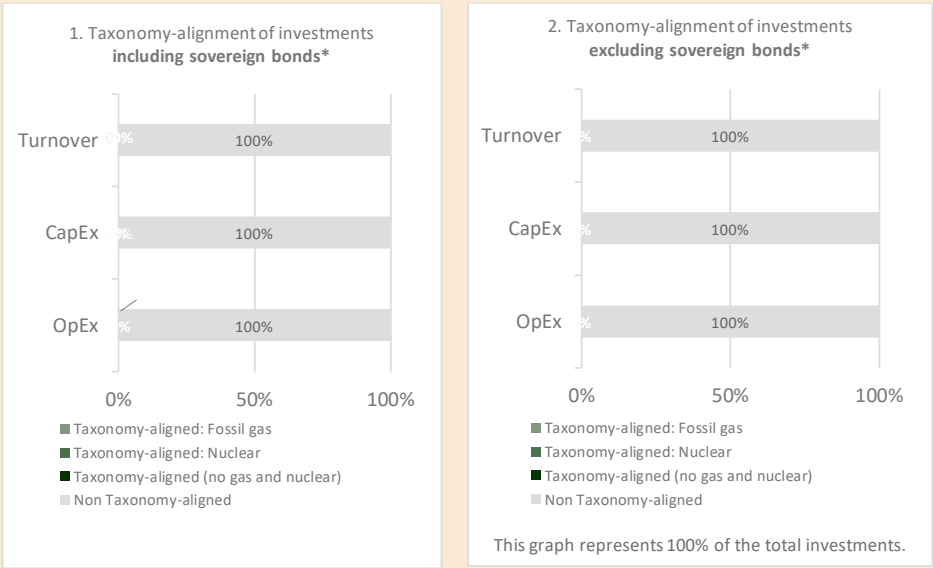 1. Taxonomy-alignment of investments
including sovereign bonds*
Turnover 0% 100%
CapEx 0% 100%
OpEx % 100%
0% 50% 100%
Taxonomy-aligned: Fossil gas
Taxonomy-aligned: Nuclear
Taxonomy-aligned (no gas and nuclear)
Non Taxonomy-aligned
2. Taxonomy-alignment of investments
excluding sovereign bonds*
Turnover % 100%
CapEx % 100%
OpEx % 100%
0% 50% 100%
Taxonomy-aligned: Fossil gas
Taxonomy-aligned: Nuclear
Taxonomy-aligned (no gas and nuclear)
Non Taxonomy-aligned
This graph represents 100% of the total investments.